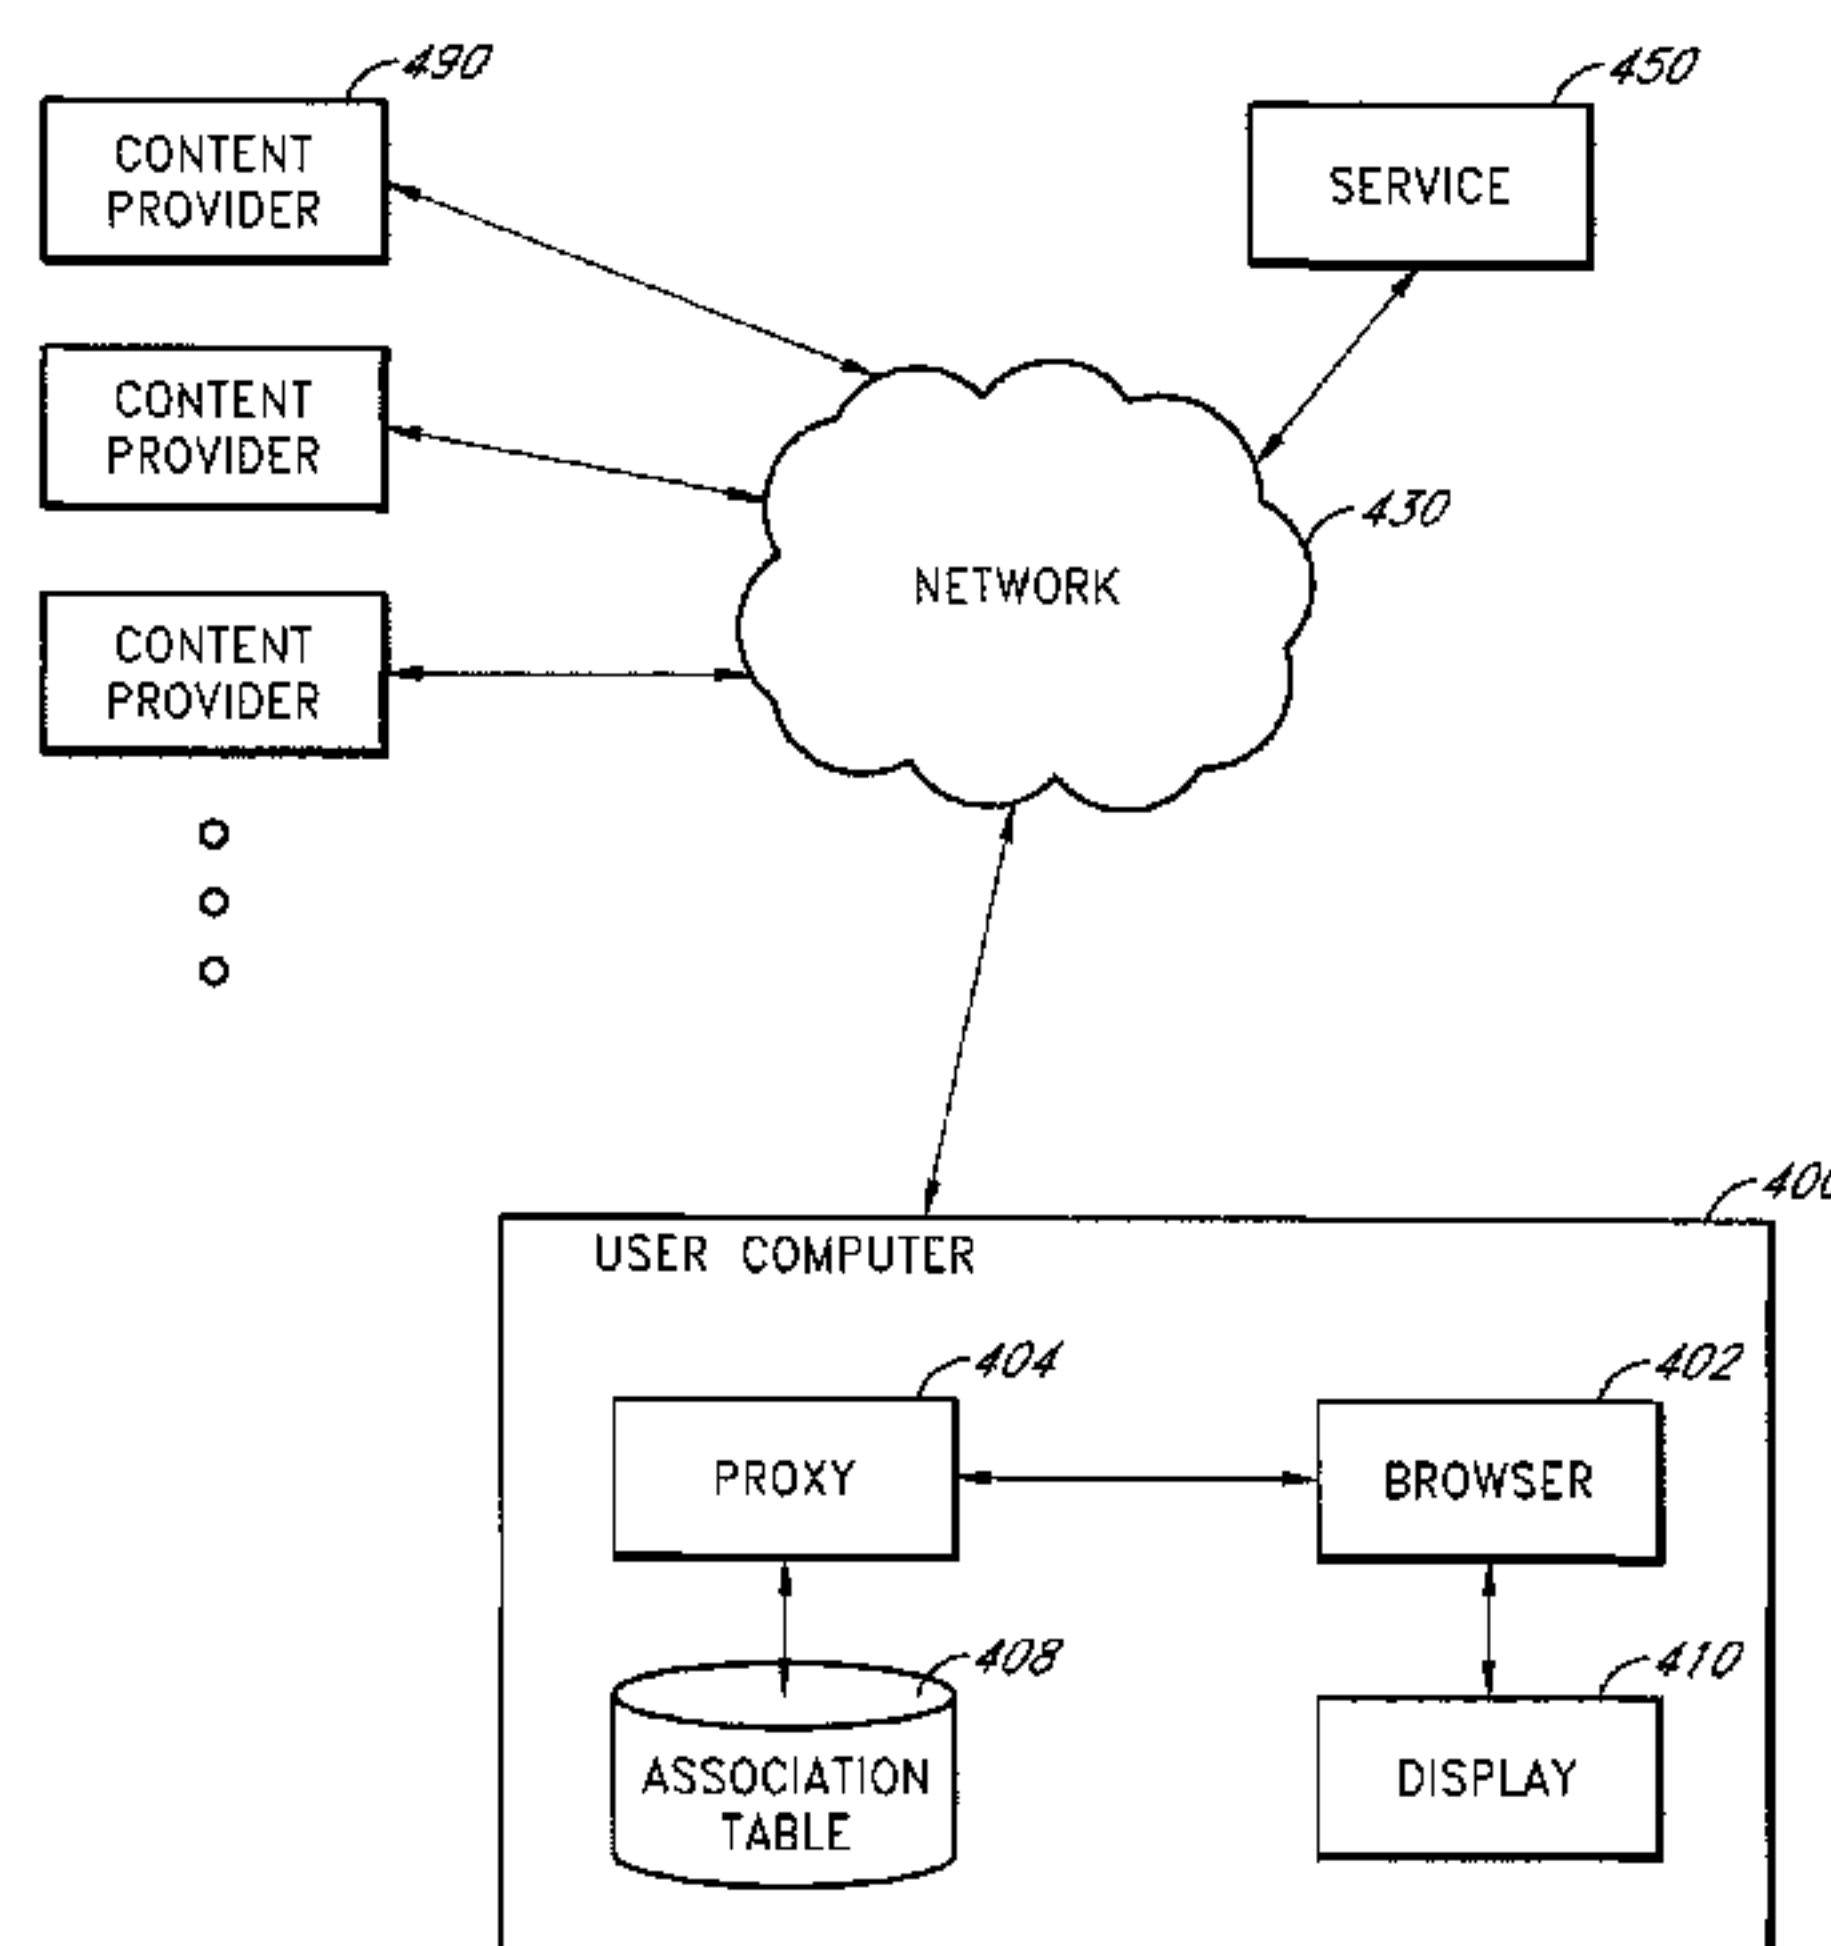 490
CONTENT
PROVIDER
450
SERVICE
CONTENT
PROVIDER
430
NETWORK
CONTENT
PROVIDER
400
USER COMPUTER
404
PROXY
402
BROWSER
408
ASSOCIATION
TABLE
410
DISPLAY